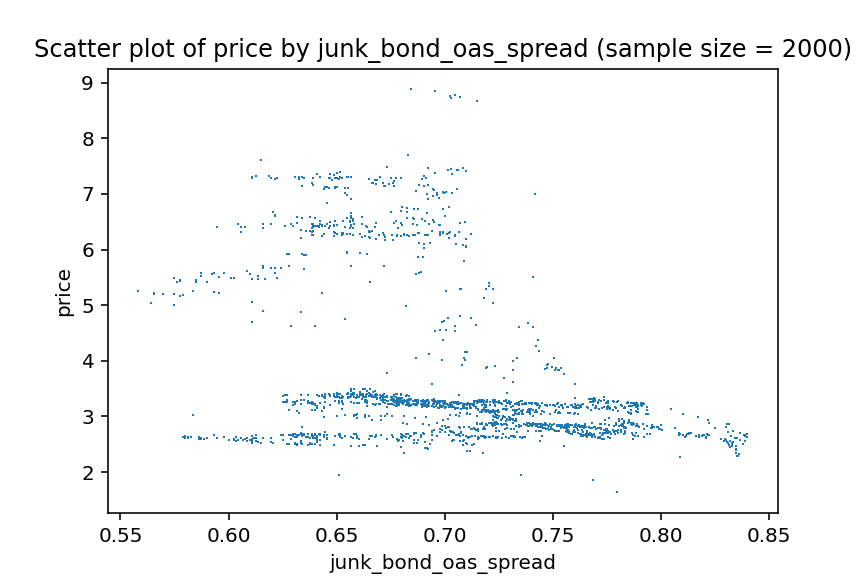 Scatter plot of price by junk_bond_oas_spread (sample size = 2000)
9
8
7
6
5
4
3
2
price
0.55 0.60 0.65 0.70 0.75 0.80 0.85
junk_bond_oas_spread